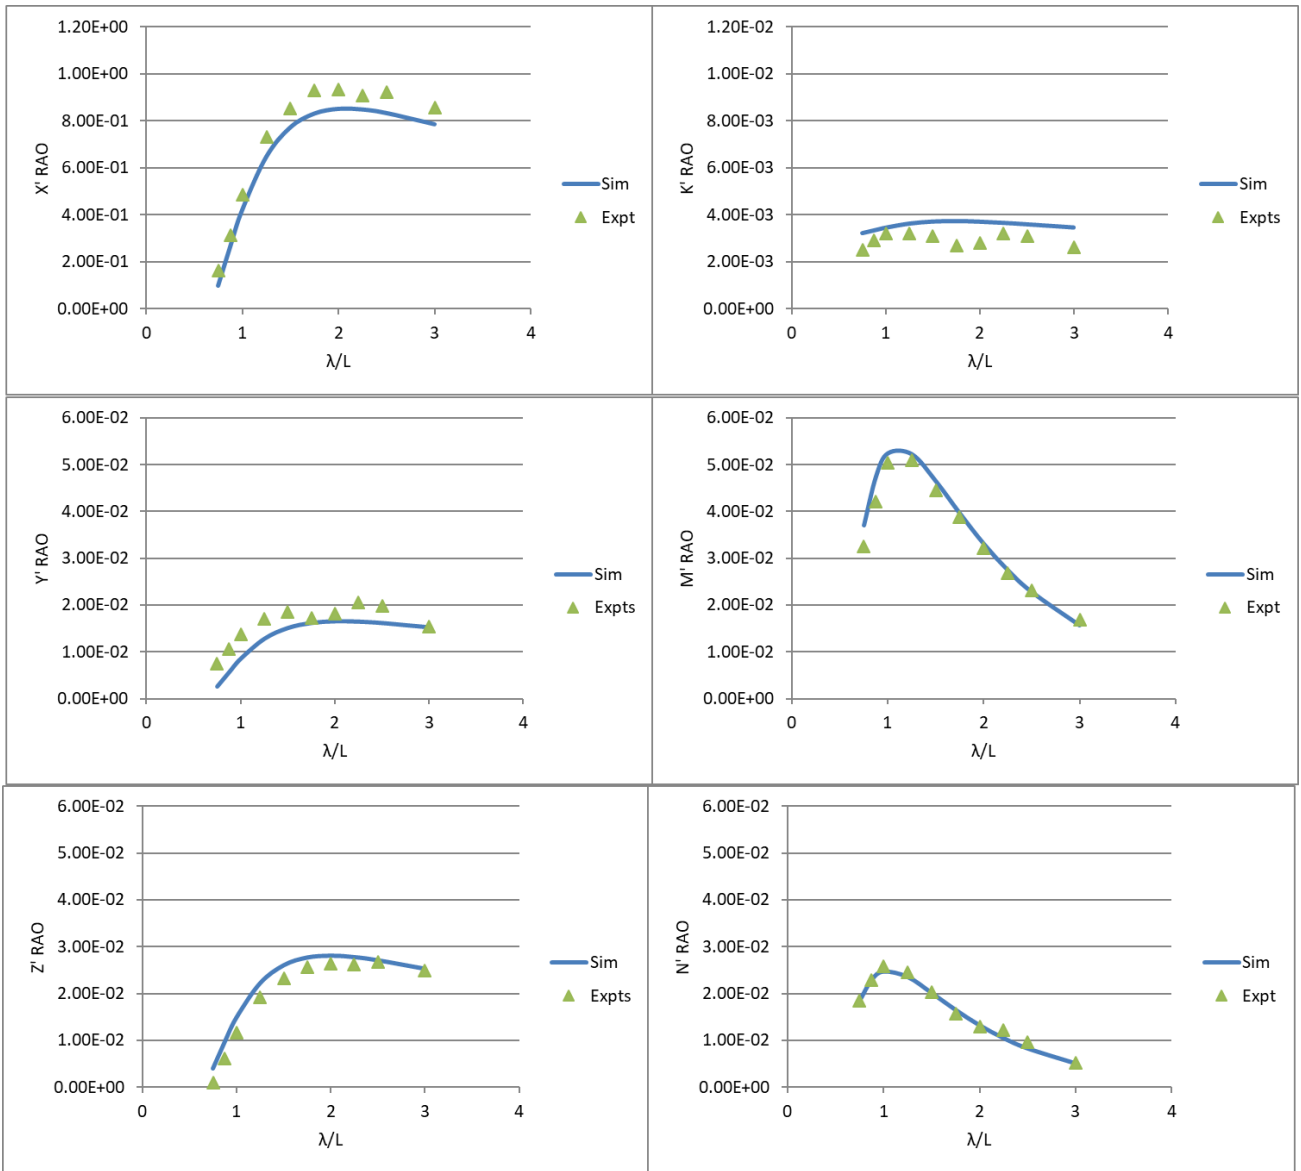 1.20E+00
1.00E+00
8.00E-01
6.00E-01
4.00E-01
2.00E-01
0.00E+00
0 1 2 3 4
X' RAO
λ/L
Sim
Expt
1.20E-02
1.00E-02
8.00E-03
6.00E-03
4.00E-03
2.00E-03
0.00E+00
0 1 2 3 4
K' RAO
λ/L
Sim
Expts
6.00E-02
5.00E-02
4.00E-02
3.00E-02
2.00E-02
1.00E-02
0.00E+00
0 1 2 3 4
Y' RAO
λ/L
Sim
Expts
6.00E-02
5.00E-02
4.00E-02
3.00E-02
2.00E-02
1.00E-02
0.00E+00
0 1 2 3 4
M' RAO
λ/L
Sim
Expt
6.00E-02
5.00E-02
4.00E-02
3.00E-02
2.00E-02
1.00E-02
0.00E+00
0 1 2 3 4
Z' RAO
λ/L
Sim
Expts
6.00E-02
5.00E-02
4.00E-02
3.00E-02
2.00E-02
1.00E-02
0.00E+00
0 1 2 3 4
N' RAO
λ/L
Sim
Expt